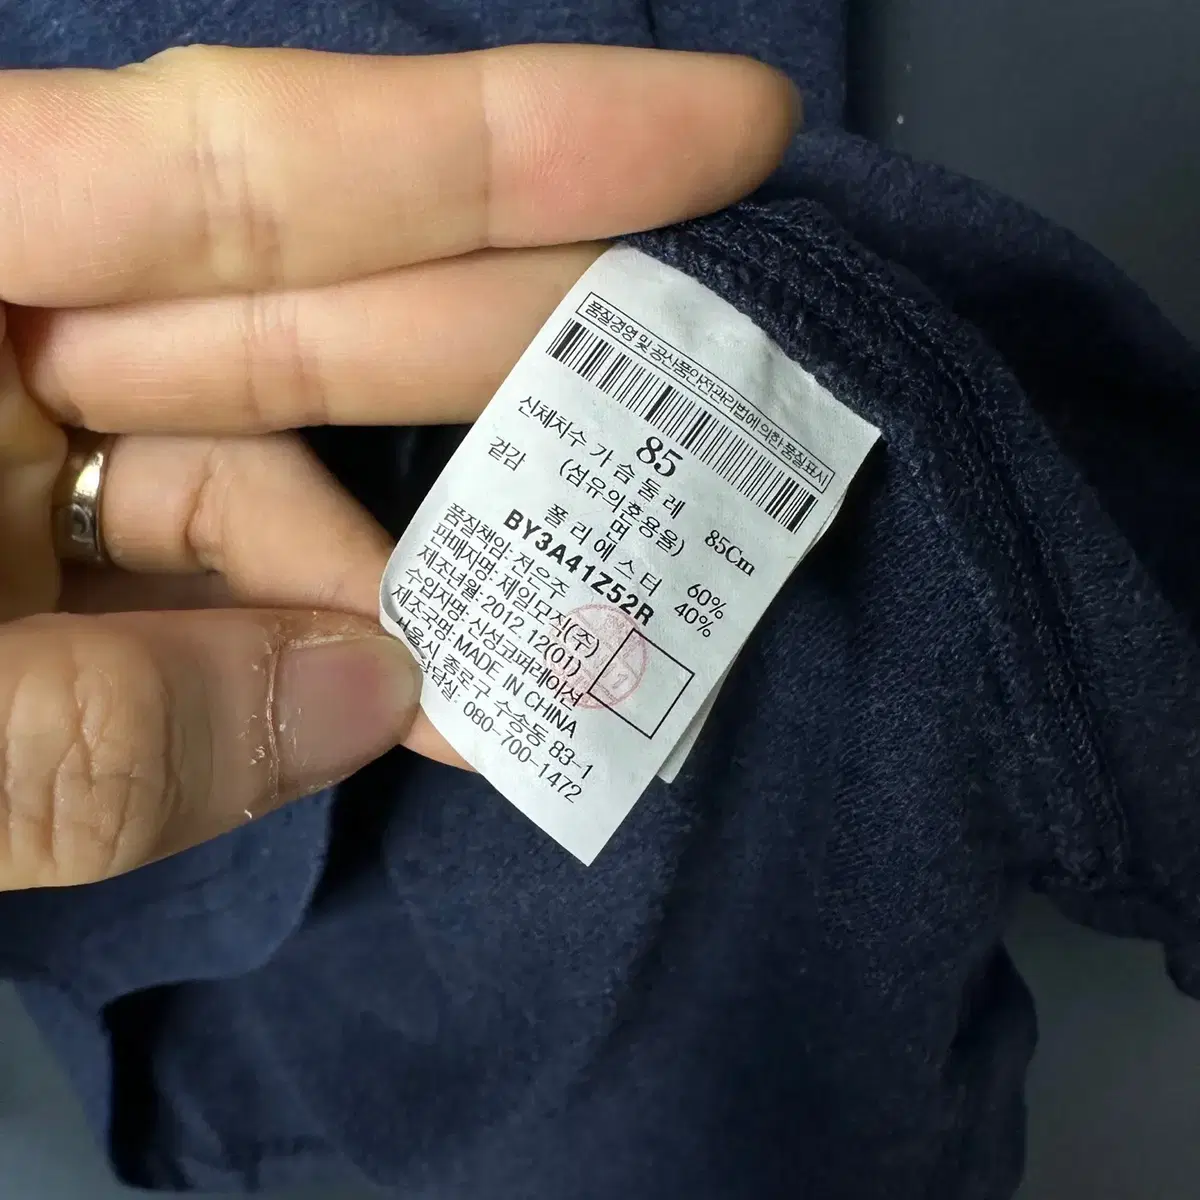 품질경영 및 공산품안전관리법에 의한 품질표시
85
신체치수 가슴둘레 85Cm
겉감 (섬유의혼용율)
면 60%
폴리에스터 40%
BY3A41Z52R
품질책임: 전은주
판매자명 제일모직(주)
제조년월: 2012.12(01)
수입자명: 신성코퍼레이션
제조국명:MADE IN CHINA
서울시 종로구 수송동 83-1
상담실: 080-700-1472